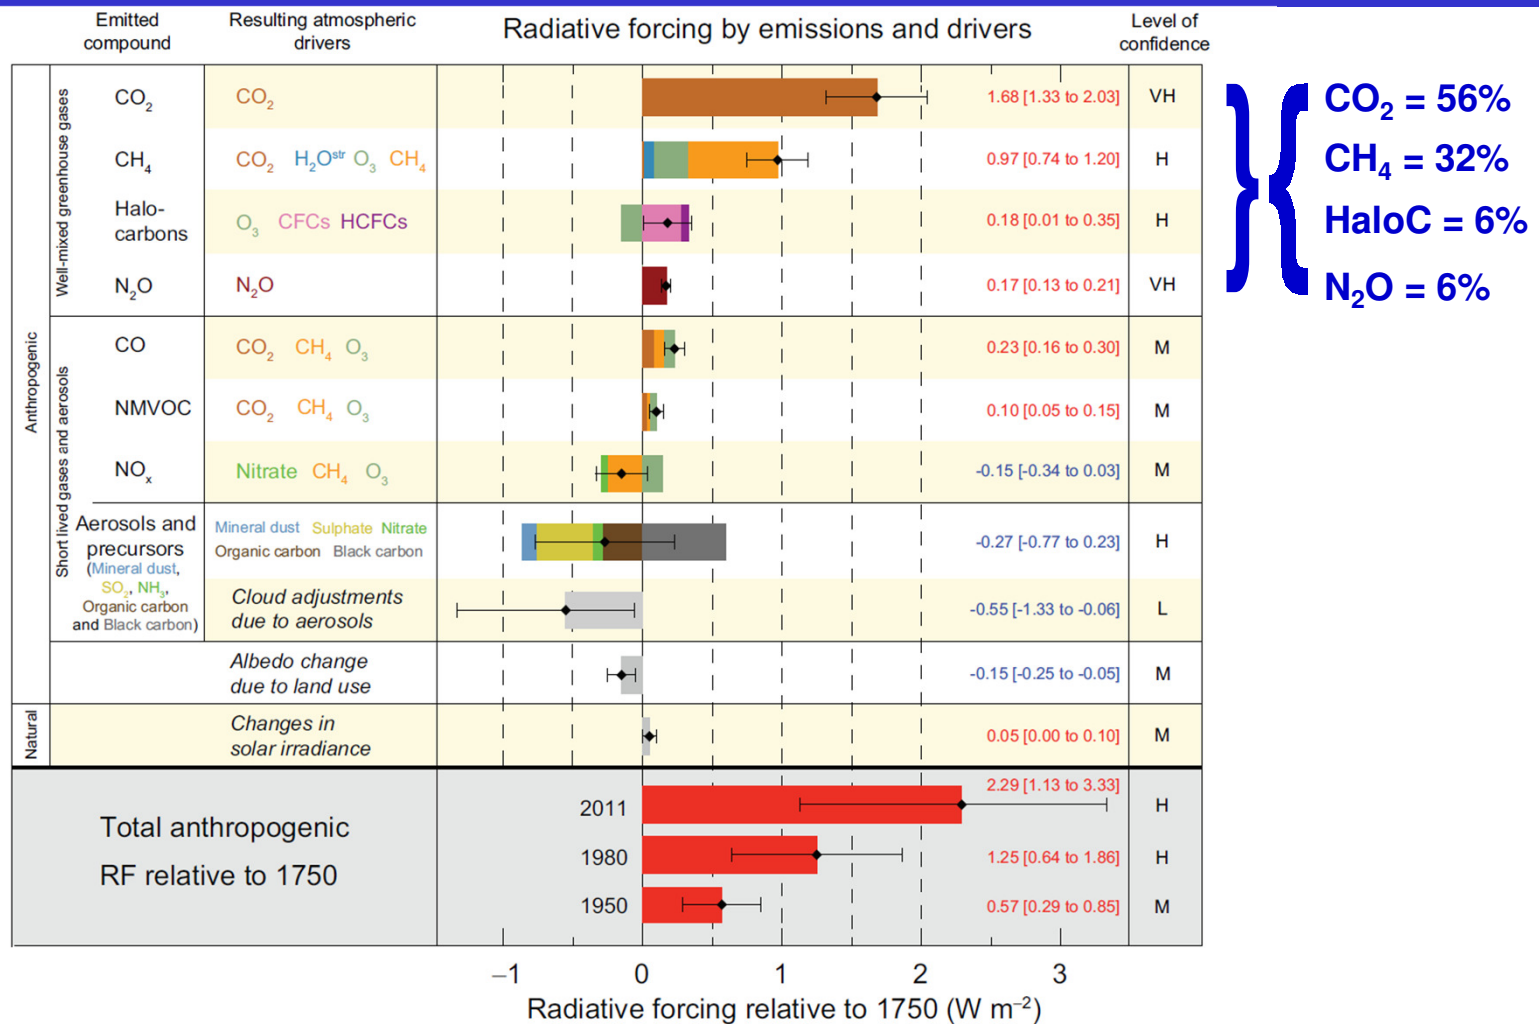 Emitted compound
Resulting atmospheric drivers
Radiative forcing by emissions and drivers
Level of confidence
Anthropogenic
Well-mixed greenhouse gases
CO₂ CO₂ 1.68 [1.33 to 2.03] VH
CH₄ CO₂ H₂Oˢᵗʳ O₃ CH₄ 0.97 [0.74 to 1.20] H
Halo-carbons O₃ CFCs HCFCs 0.18 [0.01 to 0.35] H
N₂O N₂O 0.17 [0.13 to 0.21] VH
Short lived gases and aerosols
CO CO₂ CH₄ O₃ 0.23 [0.16 to 0.30] M
NMVOC CO₂ CH₄ O₃ 0.10 [0.05 to 0.15] M
NOₓ Nitrate CH₄ O₃ -0.15 [-0.34 to 0.03] M
Aerosols and
precursors
(Mineral dust,
SO₂, NH₃,
Organic carbon
and Black carbon)
Mineral dust Sulphate Nitrate
Organic carbon Black carbon
-0.27 [-0.77 to 0.23] H
Cloud adjustments
due to aerosols
-0.55 [-1.33 to -0.06] L
Albedo change
due to land use
-0.15 [-0.25 to -0.05] M
Natural
Changes in
solar irradiance
0.05 [0.00 to 0.10] M
Total anthropogenic
RF relative to 1750
2011 2.29 [1.13 to 3.33] H
1980 1.25 [0.64 to 1.86] H
1950 0.57 [0.29 to 0.85] M
–1 0 1 2 3
Radiative forcing relative to 1750 (W m⁻²)
CO₂ = 56%
CH₄ = 32%
HaloC = 6%
N₂O = 6%